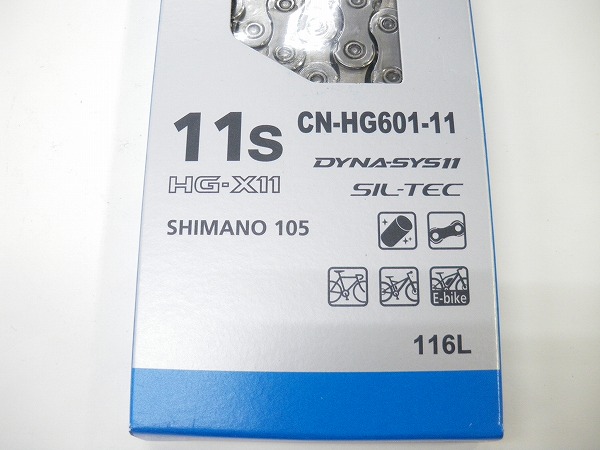 11s CN-HG601-11
HG-X11 DYNA-SYS11
SIL-TEC
SHIMANO 105
E-bike
116L